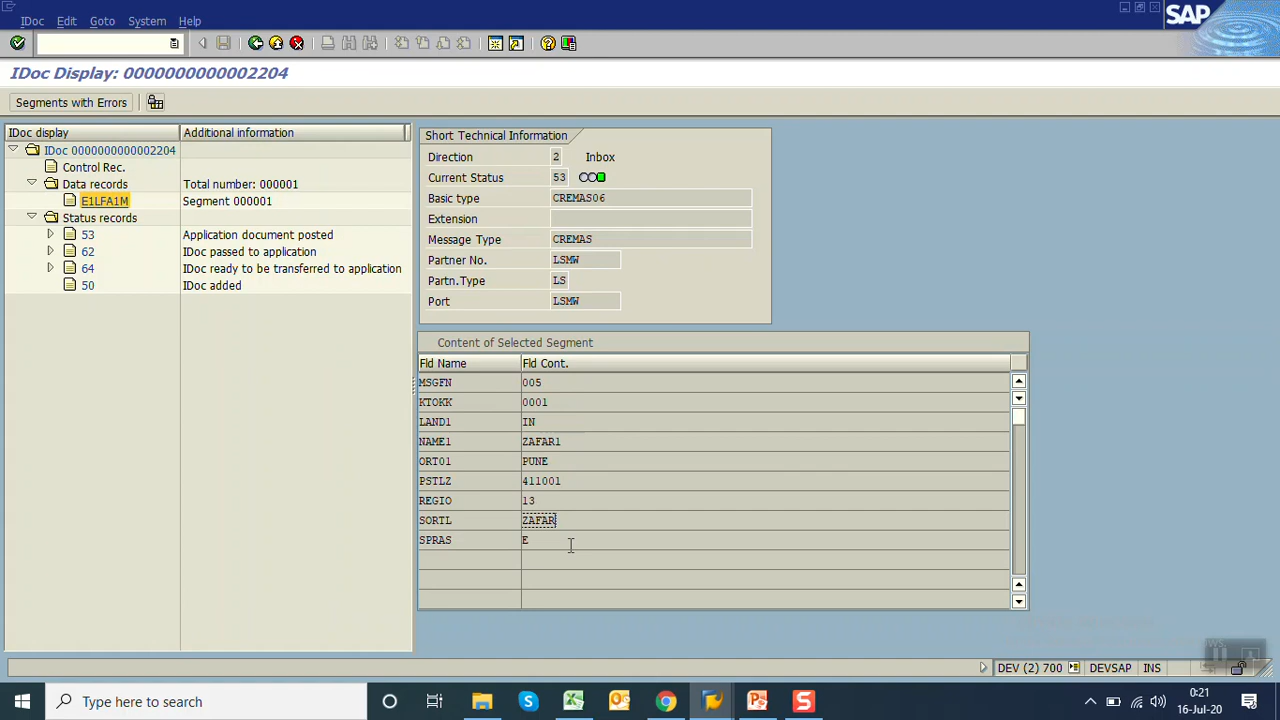 IDoc Edit Goto System Help
SAP
IDoc Display: 0000000000002204
Segments with Errors
IDoc display Additional information
IDoc 0000000000002204
Control Rec.
Data records Total number: 000001
E1LFA1M Segment 000001
Status records
53 Application document posted
62 IDoc passed to application
64 IDoc ready to be transferred to application
50 IDoc added
Short Technical Information
Direction 2 Inbox
Current Status 53
Basic type CREMAS06
Extension
Message Type CREMAS
Partner No. LSMW
Partn.Type LS
Port LSMW
Content of Selected Segment
Fld Name Fld Cont.
MSGFN 005
KTOKK 0001
LAND1 IN
NAME1 ZAFAR1
ORT01 PUNE
PSTLZ 411001
REGIO 13
SORTL ZAFAR
SPRAS E
DEV (2) 700 DEVSAP INS
Type here to search
0:21
16-Jul-20